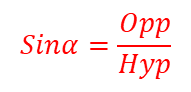 Sinα = Opp/Hyp